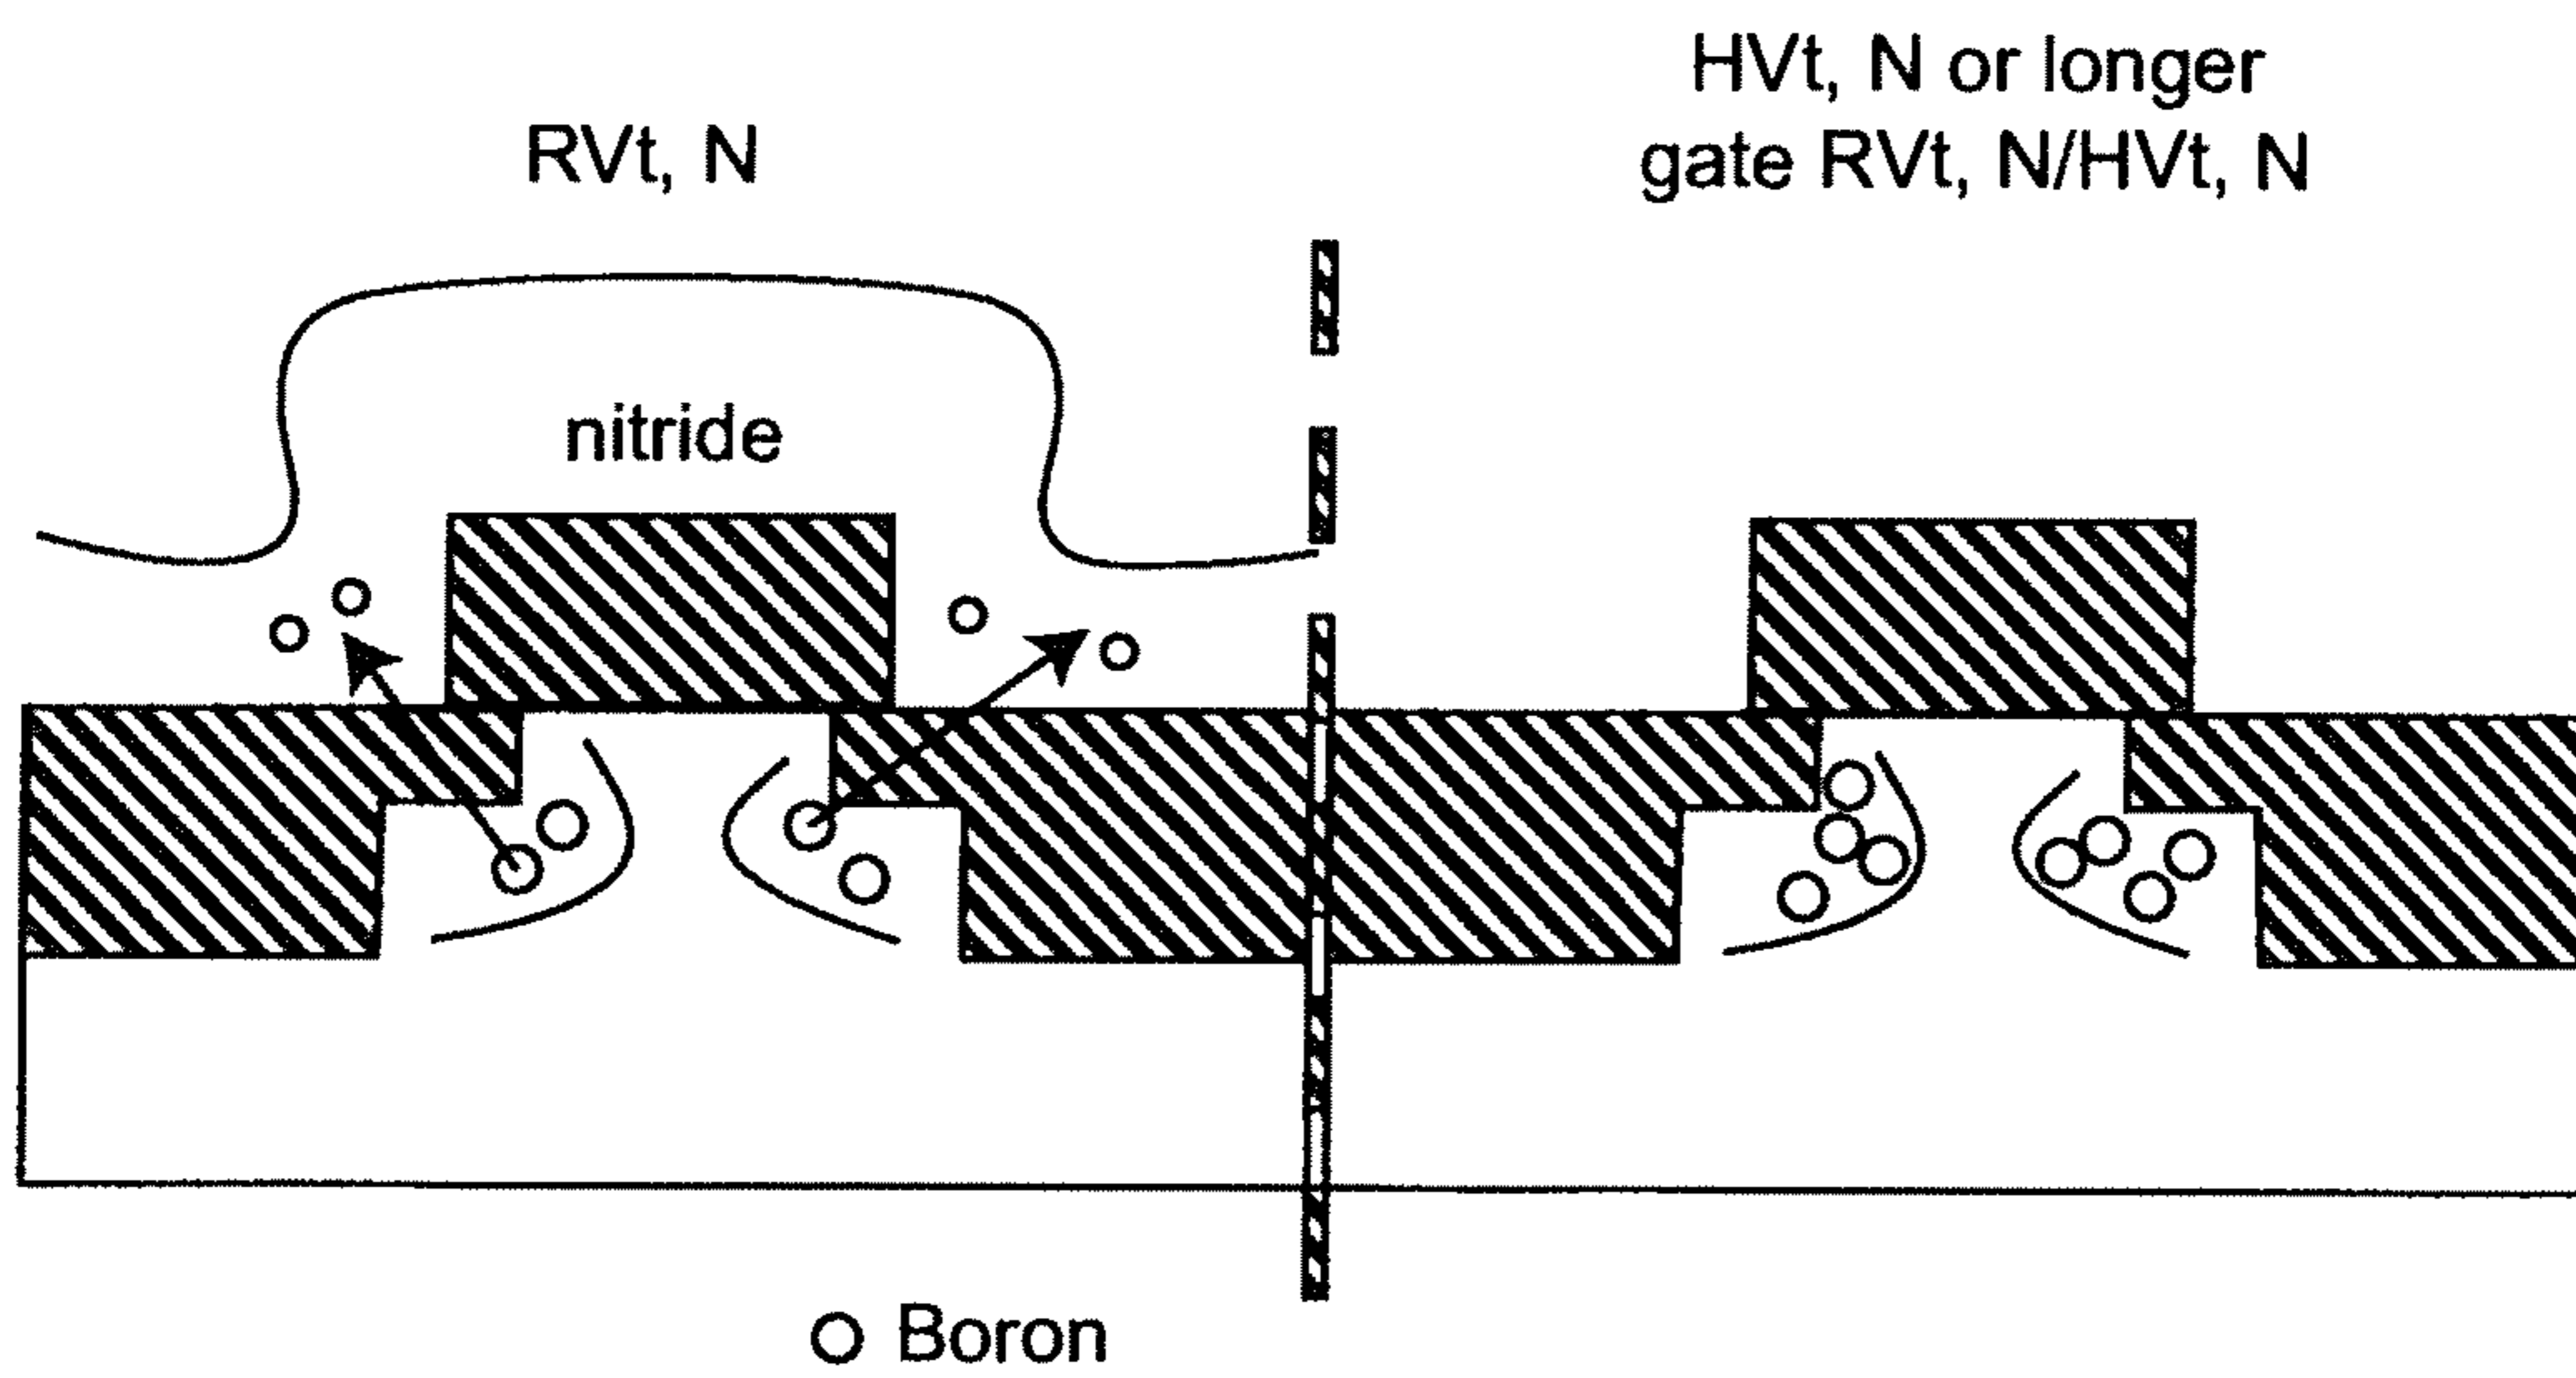 RVt, N
HVt, N or longer
gate RVt, N/HVt, N
nitride
Boron